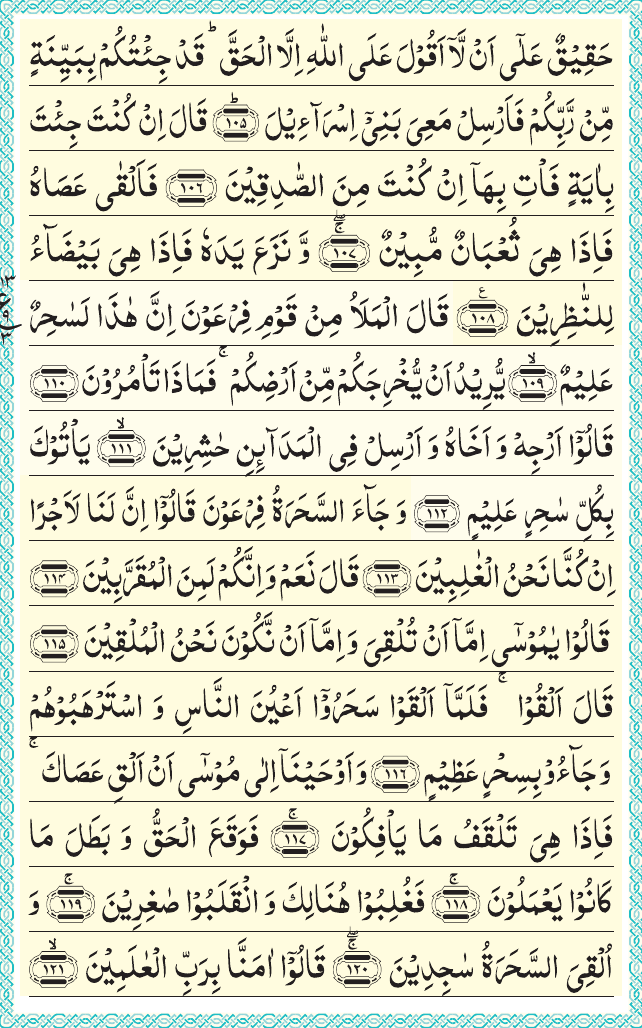 حَقِيْقٌ عَلٰٓى اَنْ لَّاۤ اَقُوْلَ عَلَى اللّٰهِ اِلَّا الْحَقَّ ؕ قَدْ جِئْتُكُمْ بِبَيِّنَةٍ
مِّنْ رَّبِّكُمْ فَاَرْسِلْ مَعِىَ بَنِىْۤ اِسْرَآءِيْلَ ؕ﴿۱۰۵﴾ قَالَ اِنْ كُنْتَ جِئْتَ
بِاٰيَةٍ فَاْتِ بِهَاۤ اِنْ كُنْتَ مِنَ الصّٰدِقِيْنَ ﴿۱۰۶﴾ فَاَلْقٰى عَصَاهُ
فَاِذَا هِىَ ثُعْبَانٌ مُّبِيْنٌ ۚۖ﴿۱۰۷﴾ وَّ نَزَعَ يَدَهٗ فَاِذَا هِىَ بَيْضَآءُ
لِلنّٰظِرِيْنَ ﴿۱۰۸﴾ع قَالَ الْمَلَاُ مِنْ قَوْمِ فِرْعَوْنَ اِنَّ هٰذَا لَسٰحِرٌ
عَلِيْمٌ ۙ﴿۱۰۹﴾ يُّرِيْدُ اَنْ يُّخْرِجَكُمْ مِّنْ اَرْضِكُمْ ۚ فَمَاذَا تَاْمُرُوْنَ ﴿۱۱۰﴾
قَالُوْۤا اَرْجِهْ وَ اَخَاهُ وَ اَرْسِلْ فِى الْمَدَآىِٕنِ حٰشِرِيْنَ ۙ﴿۱۱۱﴾ يَاْتُوْكَ
بِكُلِّ سٰحِرٍ عَلِيْمٍ ﴿۱۱۲﴾ وَ جَآءَ السَّحَرَةُ فِرْعَوْنَ قَالُوْۤا اِنَّ لَنَا لَاَجْرًا
اِنْ كُنَّا نَحْنُ الْغٰلِبِيْنَ ﴿۱۱۳﴾ قَالَ نَعَمْ وَ اِنَّكُمْ لَمِنَ الْمُقَرَّبِيْنَ ﴿۱۱۴﴾
قَالُوْا يٰمُوْسٰٓى اِمَّاۤ اَنْ تُلْقِىَ وَ اِمَّاۤ اَنْ نَّكُوْنَ نَحْنُ الْمُلْقِيْنَ ﴿۱۱۵﴾
قَالَ اَلْقُوْا ۚ فَلَمَّاۤ اَلْقَوْا سَحَرُوْۤا اَعْيُنَ النَّاسِ وَ اسْتَرْهَبُوْهُمْ
وَ جَآءُوْ بِسِحْرٍ عَظِيْمٍ ﴿۱۱۶﴾ وَ اَوْحَيْنَاۤ اِلٰى مُوْسٰٓى اَنْ اَلْقِ عَصَاكَ ۚ
فَاِذَا هِىَ تَلْقَفُ مَا يَاْفِكُوْنَ ۚ﴿۱۱۷﴾ فَوَقَعَ الْحَقُّ وَ بَطَلَ مَا
كَانُوْا يَعْمَلُوْنَ ۚ﴿۱۱۸﴾ فَغُلِبُوْا هُنَالِكَ وَ انْقَلَبُوْا صٰغِرِيْنَ ۚ﴿۱۱۹﴾ وَ
اُلْقِىَ السَّحَرَةُ سٰجِدِيْنَ ۚۖ﴿۱۲۰﴾ قَالُوْۤا اٰمَنَّا بِرَبِّ الْعٰلَمِيْنَ ۙ﴿۱۲۱﴾